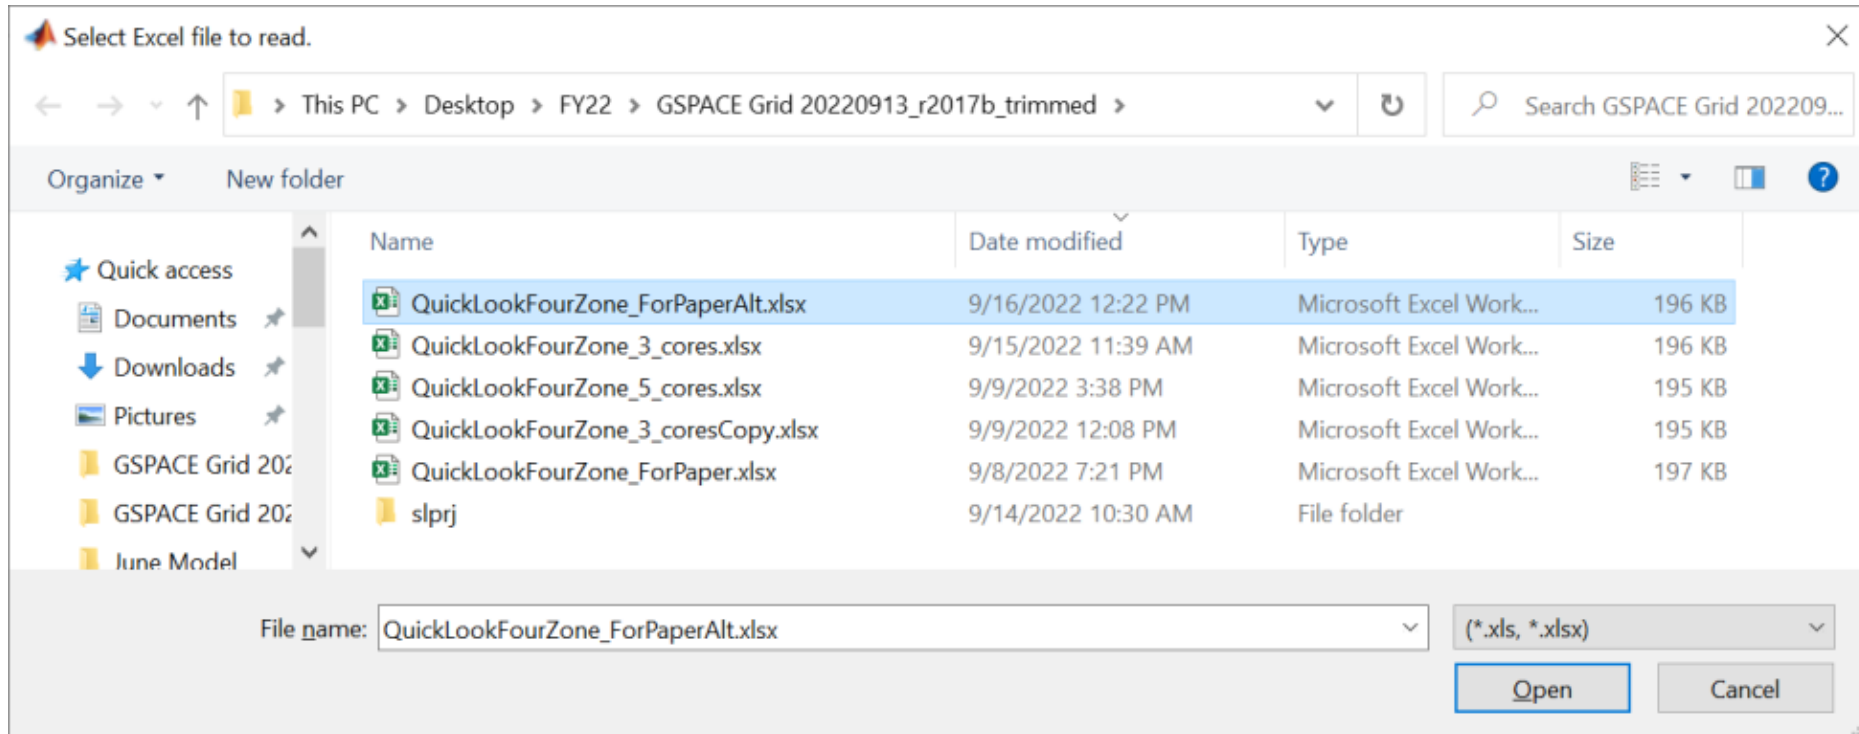 Select Excel file to read.
This PC > Desktop > FY22 > GSPACE Grid 20220913_r2017b_trimmed >
Search GSPACE Grid 202209...
Organize
New folder
?
Name Date modified Type Size
Quick access
Documents
Downloads
Pictures
GSPACE Grid 202
GSPACE Grid 202
June Model
QuickLookFourZone_ForPaperAlt.xlsx 9/16/2022 12:22 PM Microsoft Excel Work... 196 KB
QuickLookFourZone_3_cores.xlsx 9/15/2022 11:39 AM Microsoft Excel Work... 196 KB
QuickLookFourZone_5_cores.xlsx 9/9/2022 3:38 PM Microsoft Excel Work... 195 KB
QuickLookFourZone_3_coresCopy.xlsx 9/9/2022 12:08 PM Microsoft Excel Work... 195 KB
QuickLookFourZone_ForPaper.xlsx 9/8/2022 7:21 PM Microsoft Excel Work... 197 KB
slprj 9/14/2022 10:30 AM File folder
File name: QuickLookFourZone_ForPaperAlt.xlsx
(*.xls, *.xlsx)
Open
Cancel